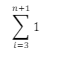 n+1
∑ 1
i=3